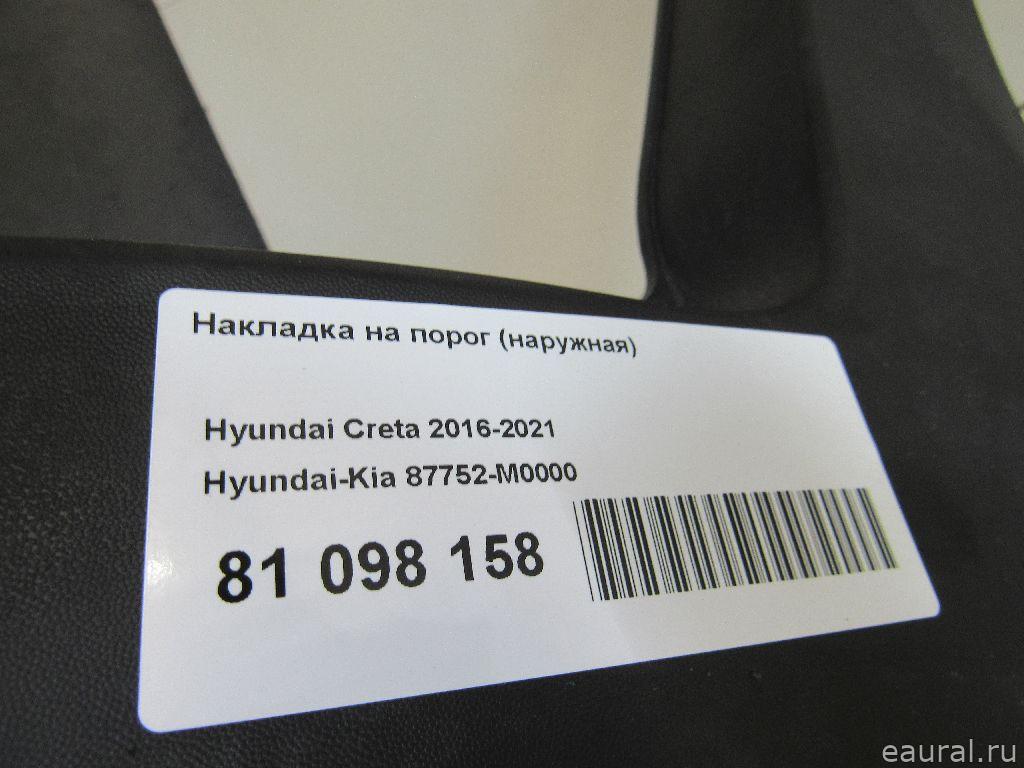 Накладка на порог (наружная)
Hyundai Creta 2016-2021
Hyundai-Kia 87752-M0000
81 098 158
eaural.ru